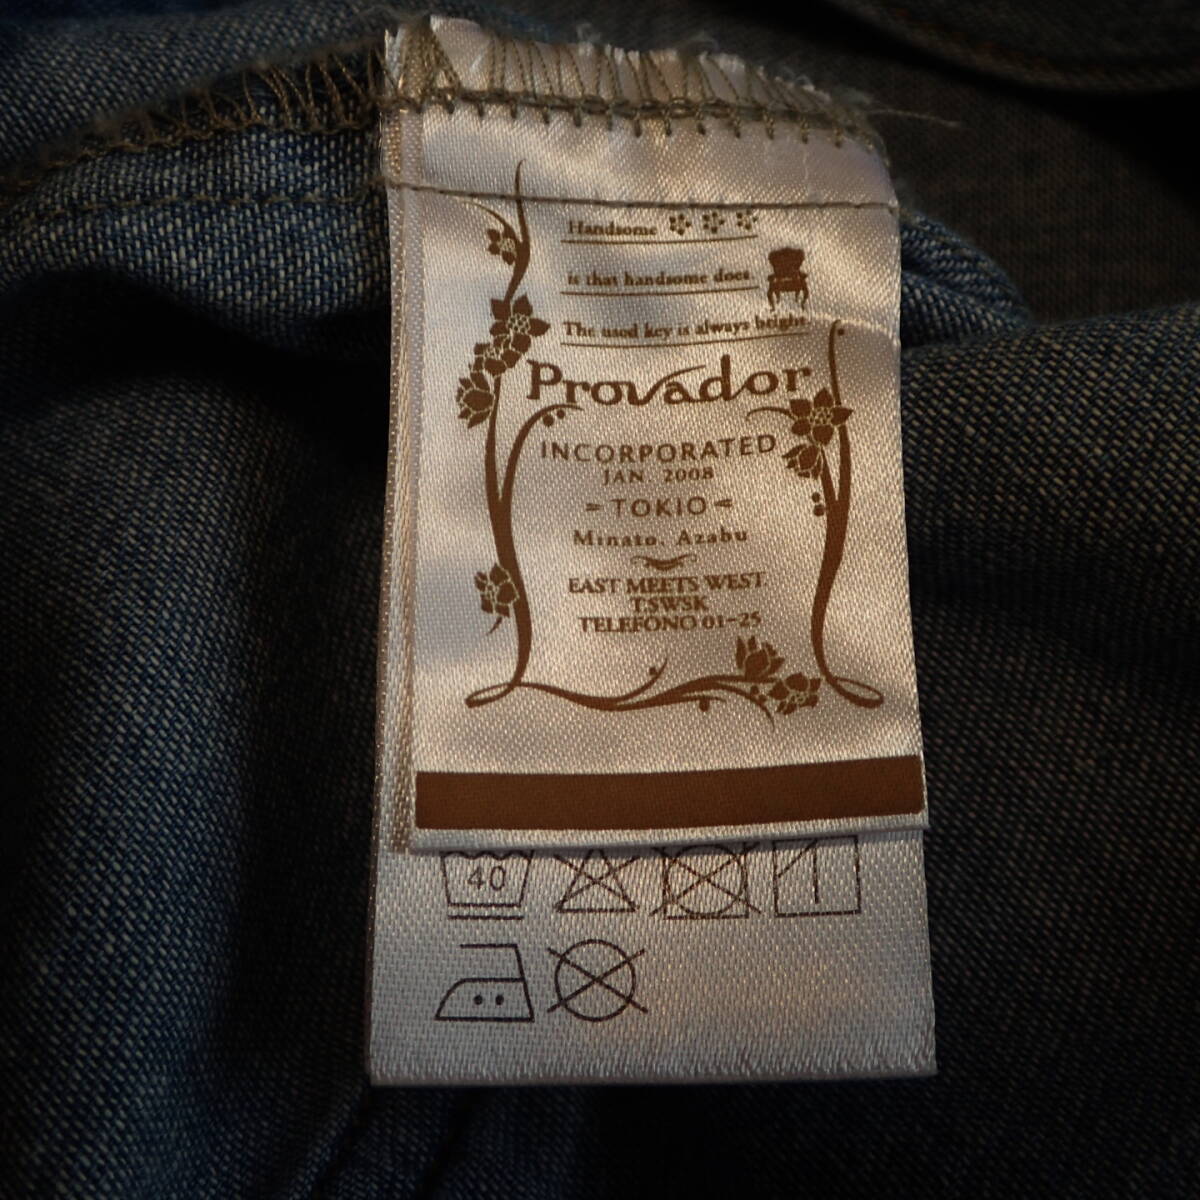 Handsome
is that handsome does.
The used key is always bright.
Provador
INCORPORATED
JAN. 2008
TOKIO
Minato, Azabu
EAST MEETS WEST
T.SWSK
TELEFONO 01-25
40